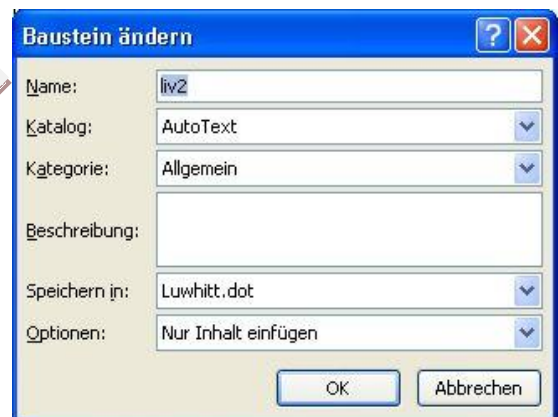 Baustein ändern
Name: liv2
Katalog: AutoText
Kategorie: Allgemein
Beschreibung:
Speichern in: Luwhitt.dot
Optionen: Nur Inhalt einfügen
OK Abbrechen